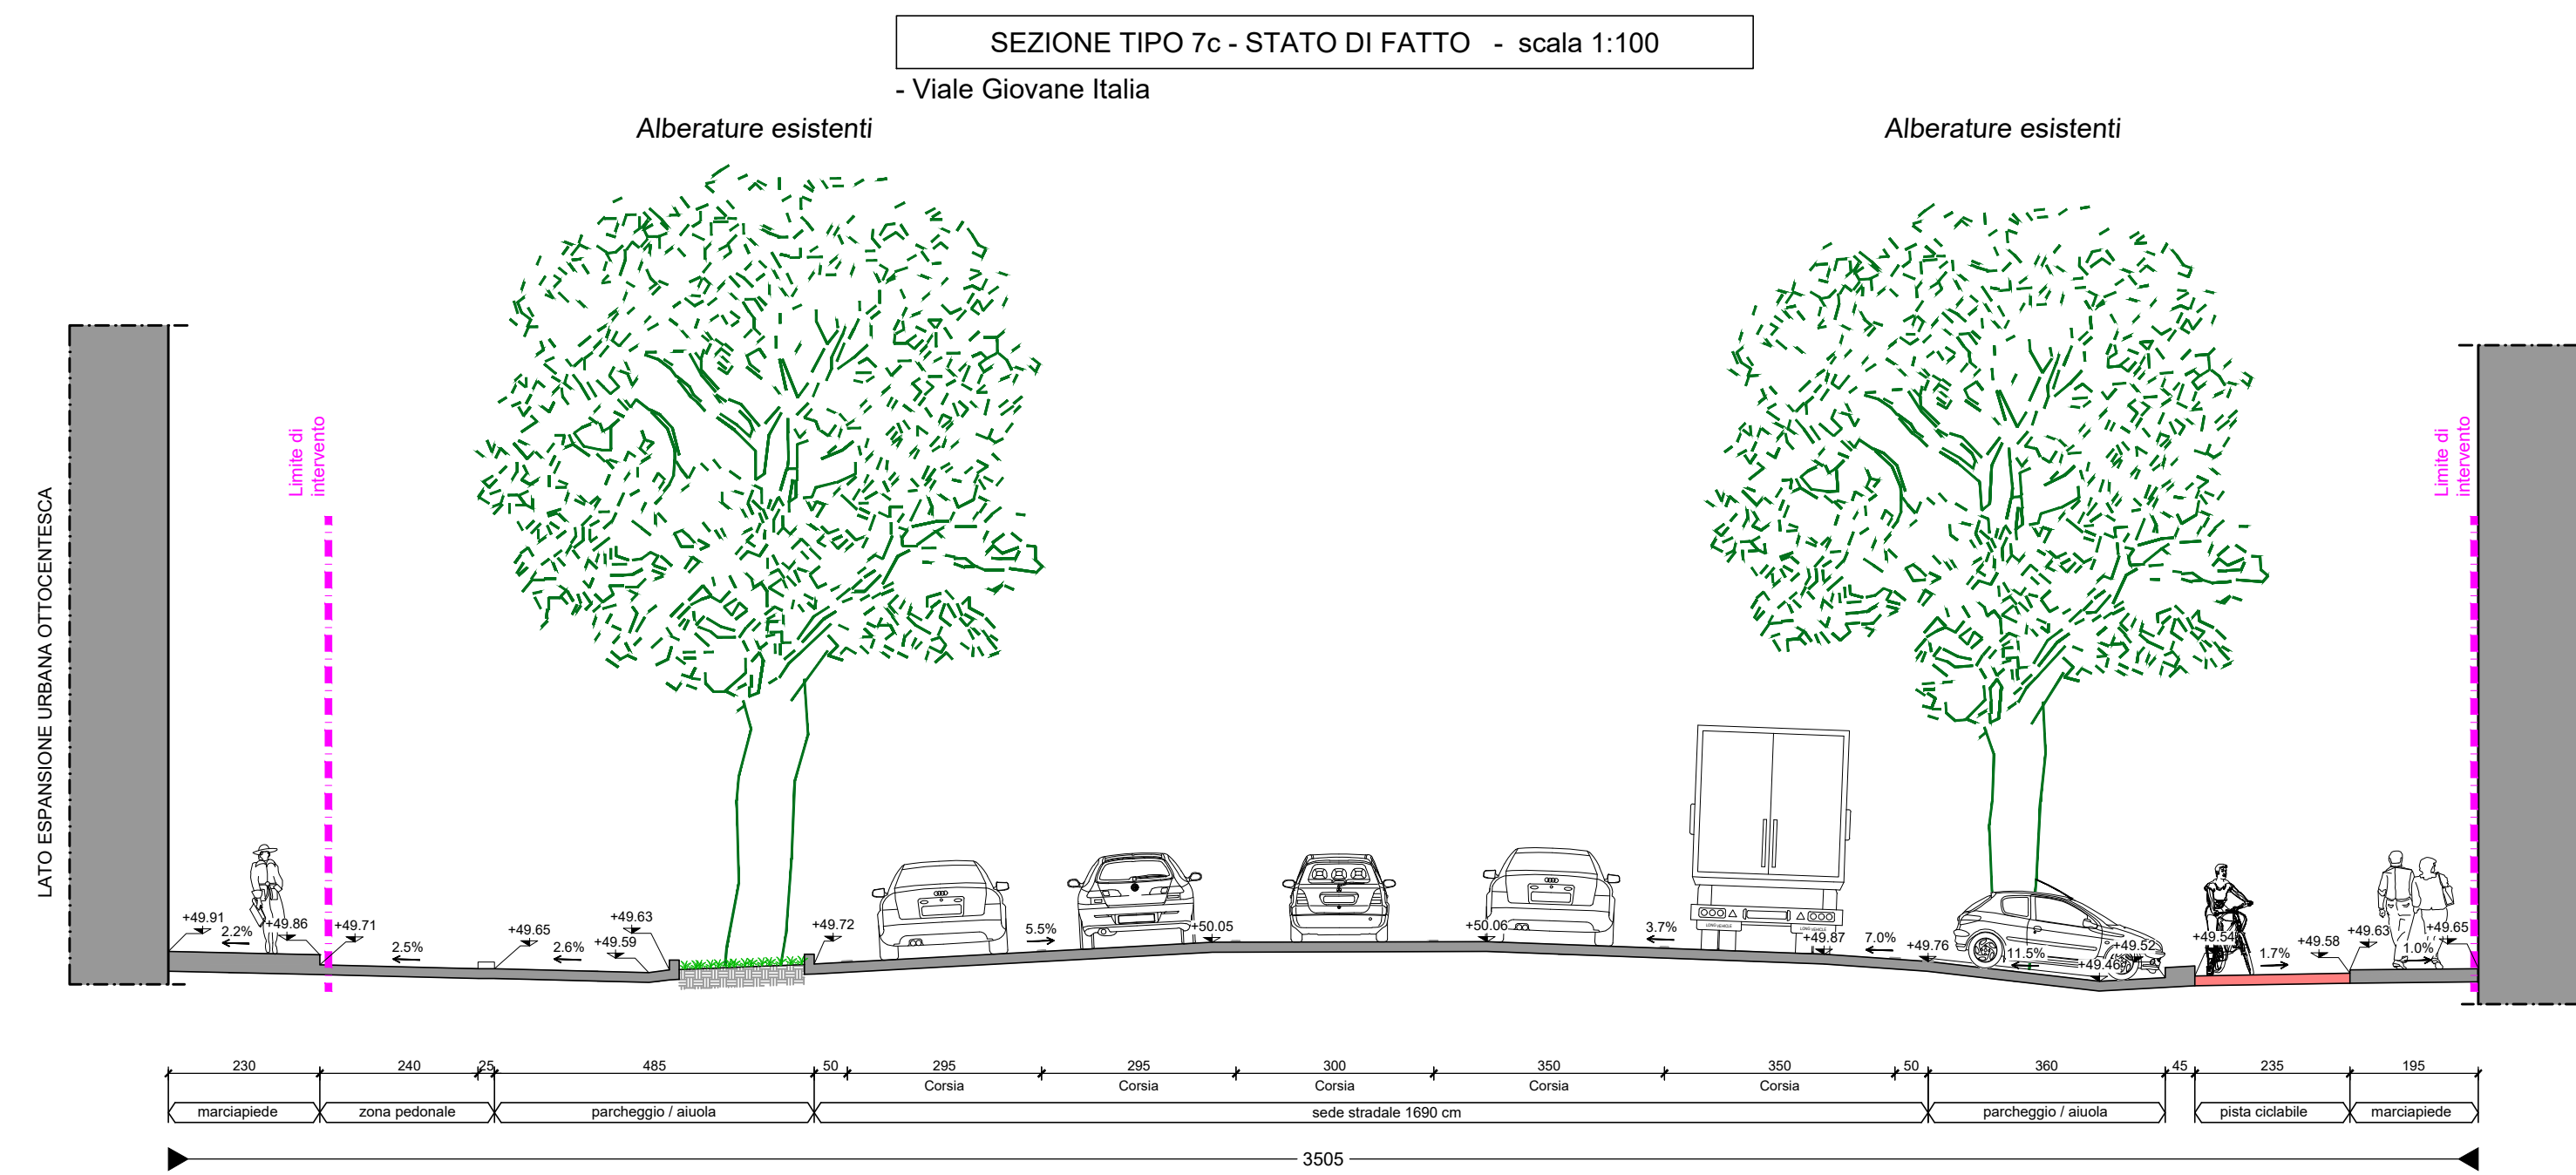 SEZIONE TIPO 7c - STATO DI FATTO - scala 1:100
- Viale Giovane Italia
Alberature esistenti
Alberature esistenti
LATO ESPANSIONE URBANA OTTOCENTESCA
Limite di
intervento
Limite di
intervento
+49.91
2.2%
+49.86
+49.71
2.5%
+49.65
2.6%
+49.63
+49.59
+49.72
5.5%
+50.05
+50.06
3.7%
LONG VEHICLE
LONG VEHICLE
+49.87
7.0%
+49.76
11.5%
+49.46
+49.52
+49.54
1.7%
+49.58
+49.63
1.0%
+49.65
230
240
25
485
50
295
295
300
350
350
50
360
45
235
195
Corsia
Corsia
Corsia
Corsia
Corsia
marciapiede
zona pedonale
parcheggio / aiuola
sede stradale 1690 cm
parcheggio / aiuola
pista ciclabile
marciapiede
3505